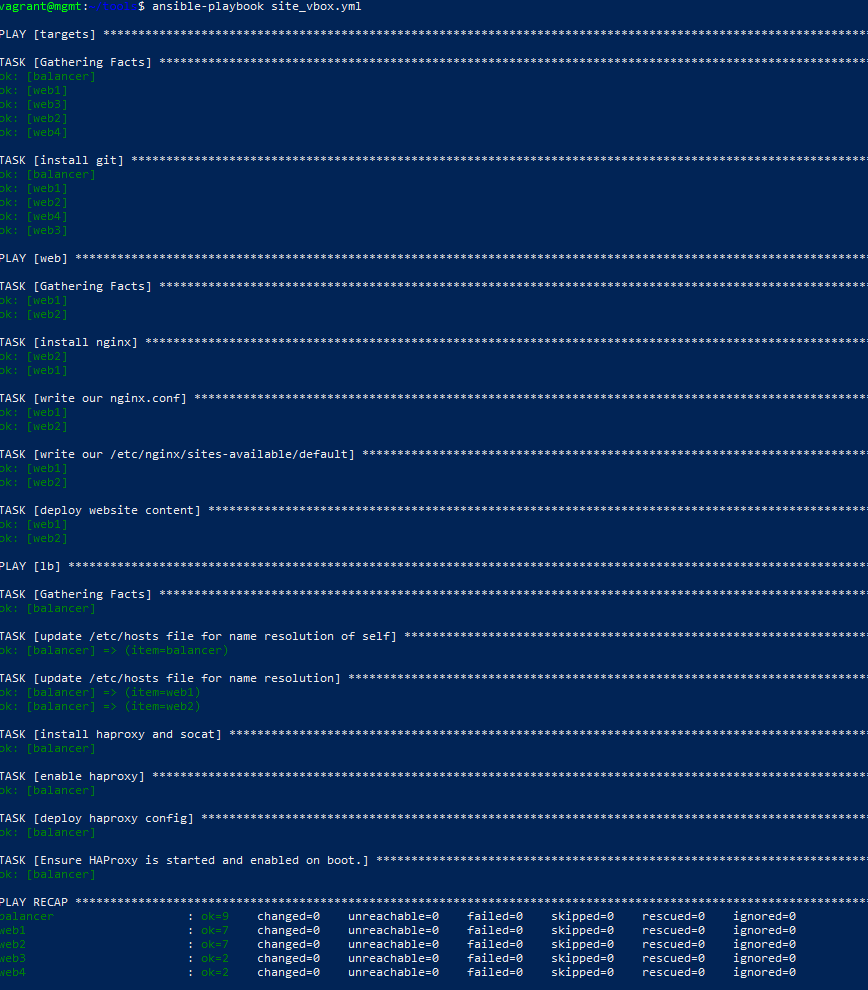 vagrant@mgmt:~/tools$ ansible-playbook site_vbox.yml
PLAY [targets] *****************************************************************************************************************
TASK [Gathering Facts] *********************************************************************************************************
ok: [balancer]
ok: [web1]
ok: [web3]
ok: [web2]
ok: [web4]
TASK [install git] *************************************************************************************************************
ok: [balancer]
ok: [web1]
ok: [web2]
ok: [web4]
ok: [web3]
PLAY [web] *********************************************************************************************************************
TASK [Gathering Facts] *********************************************************************************************************
ok: [web1]
ok: [web2]
TASK [install nginx] ***********************************************************************************************************
ok: [web2]
ok: [web1]
TASK [write our nginx.conf] ****************************************************************************************************
ok: [web1]
ok: [web2]
TASK [write our /etc/nginx/sites-available/default] ****************************************************************************
ok: [web1]
ok: [web2]
TASK [deploy website content] **************************************************************************************************
ok: [web1]
ok: [web2]
PLAY [lb] **********************************************************************************************************************
TASK [Gathering Facts] *********************************************************************************************************
ok: [balancer]
TASK [update /etc/hosts file for name resolution of self] **********************************************************************
ok: [balancer] => (item=balancer)
TASK [update /etc/hosts file for name resolution] ******************************************************************************
ok: [balancer] => (item=web1)
ok: [balancer] => (item=web2)
TASK [install haproxy and socat] ***********************************************************************************************
ok: [balancer]
TASK [enable haproxy] **********************************************************************************************************
ok: [balancer]
TASK [deploy haproxy config] ***************************************************************************************************
ok: [balancer]
TASK [Ensure HAProxy is started and enabled on boot.] **************************************************************************
ok: [balancer]
PLAY RECAP *********************************************************************************************************************
balancer : ok=9 changed=0 unreachable=0 failed=0 skipped=0 rescued=0 ignored=0
web1 : ok=7 changed=0 unreachable=0 failed=0 skipped=0 rescued=0 ignored=0
web2 : ok=7 changed=0 unreachable=0 failed=0 skipped=0 rescued=0 ignored=0
web3 : ok=2 changed=0 unreachable=0 failed=0 skipped=0 rescued=0 ignored=0
web4 : ok=2 changed=0 unreachable=0 failed=0 skipped=0 rescued=0 ignored=0